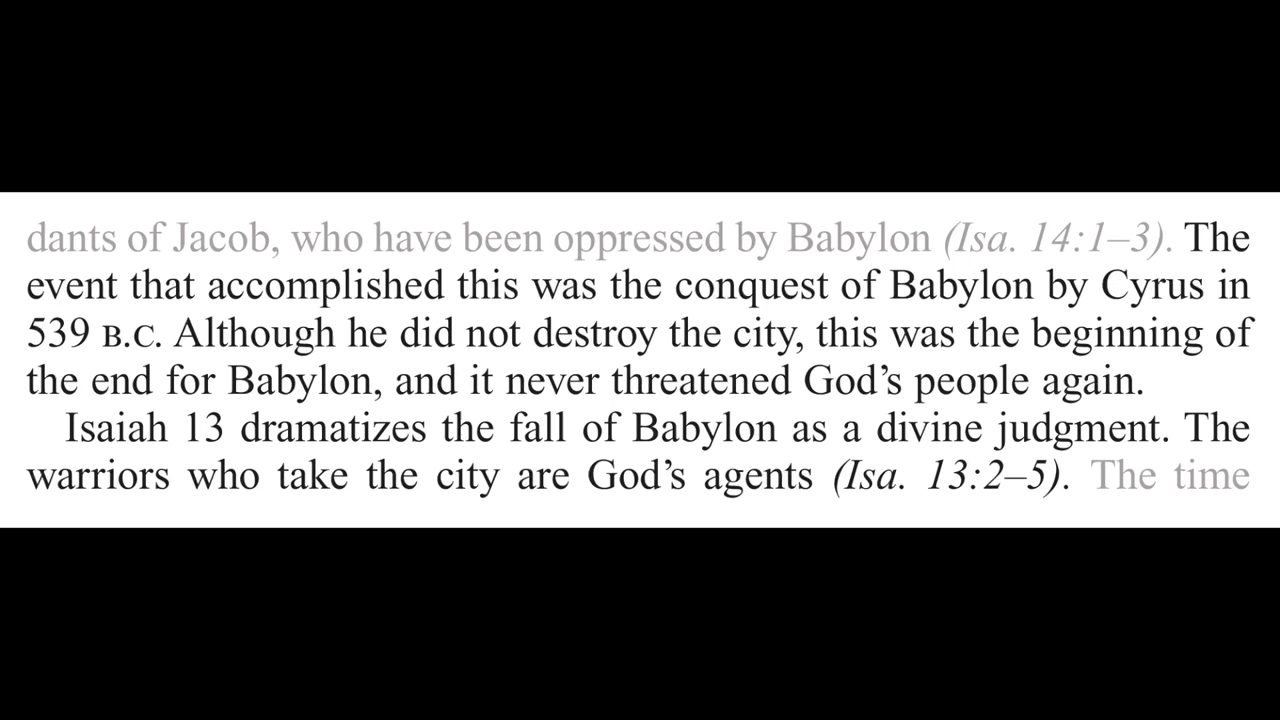 dants of Jacob, who have been oppressed by Babylon (Isa. 14:1–3). The
event that accomplished this was the conquest of Babylon by Cyrus in
539 B.C. Although he did not destroy the city, this was the beginning of
the end for Babylon, and it never threatened God’s people again.
Isaiah 13 dramatizes the fall of Babylon as a divine judgment. The
warriors who take the city are God’s agents (Isa. 13:2–5). The time